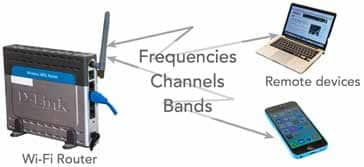 Frequencies
Channels
Bands
Remote devices
D-Link
Wi-Fi Router